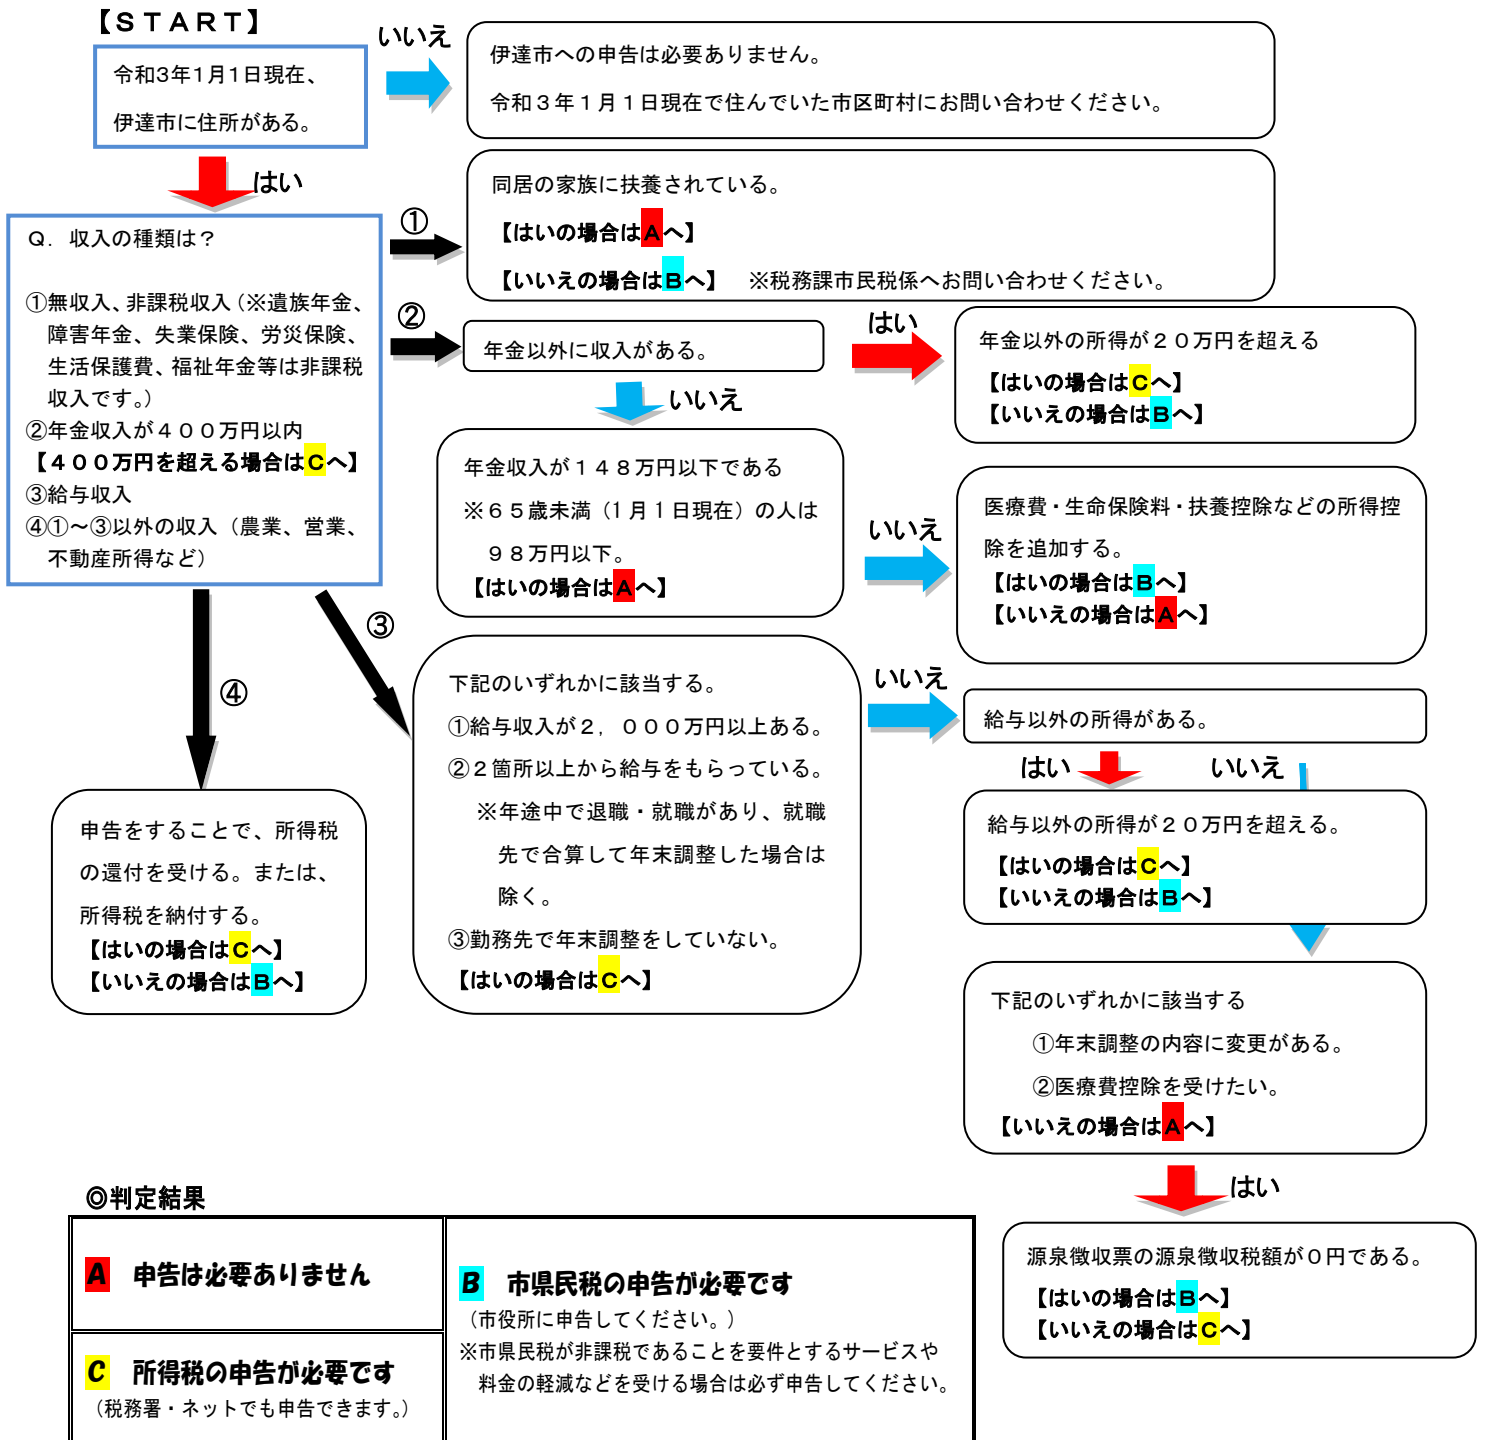 【ＳＴＡＲＴ】
令和3年1月1日現在、
伊達市に住所がある。
いいえ
伊達市への申告は必要ありません。
令和３年１月１日現在で住んでいた市区町村にお問い合わせください。
はい
Ｑ．収入の種類は？
①無収入、非課税収入（※遺族年金、
障害年金、失業保険、労災保険、
生活保護費、福祉年金等は非課税
収入です。）
②年金収入が４００万円以内
【４００万円を超える場合はＣへ】
③給与収入
④①～③以外の収入（農業、営業、
不動産所得など）
①
同居の家族に扶養されている。
【はいの場合はＡへ】
【いいえの場合はＢへ】　※税務課市民税係へお問い合わせください。
②
年金以外に収入がある。
はい
年金以外の所得が２０万円を超える
【はいの場合はＣへ】
【いいえの場合はＢへ】
いいえ
年金収入が１４８万円以下である
※６５歳未満（1月１日現在）の人は
９８万円以下。
【はいの場合はＡへ】
いいえ
医療費・生命保険料・扶養控除などの所得控
除を追加する。
【はいの場合はＢへ】
【いいえの場合はＡへ】
③
下記のいずれかに該当する。
①給与収入が２，０００万円以上ある。
②２箇所以上から給与をもらっている。
※年途中で退職・就職があり、就職
先で合算して年末調整した場合は
除く。
③勤務先で年末調整をしていない。
【はいの場合はＣへ】
いいえ
給与以外の所得がある。
はい
いいえ
給与以外の所得が２０万円を超える。
【はいの場合はＣへ】
【いいえの場合はＢへ】
下記のいずれかに該当する
①年末調整の内容に変更がある。
②医療費控除を受けたい。
【いいえの場合はＡへ】
はい
源泉徴収票の源泉徴収税額が０円である。
【はいの場合はＢへ】
【いいえの場合はＣへ】
④
申告をすることで、所得税
の還付を受ける。または、
所得税を納付する。
【はいの場合はＣへ】
【いいえの場合はＢへ】
◎判定結果
A　申告は必要ありません
B　市県民税の申告が必要です
（市役所に申告してください。）
※市県民税が非課税であることを要件とするサービスや
料金の軽減などを受ける場合は必ず申告してください。
C　所得税の申告が必要です
（税務署・ネットでも申告できます。）